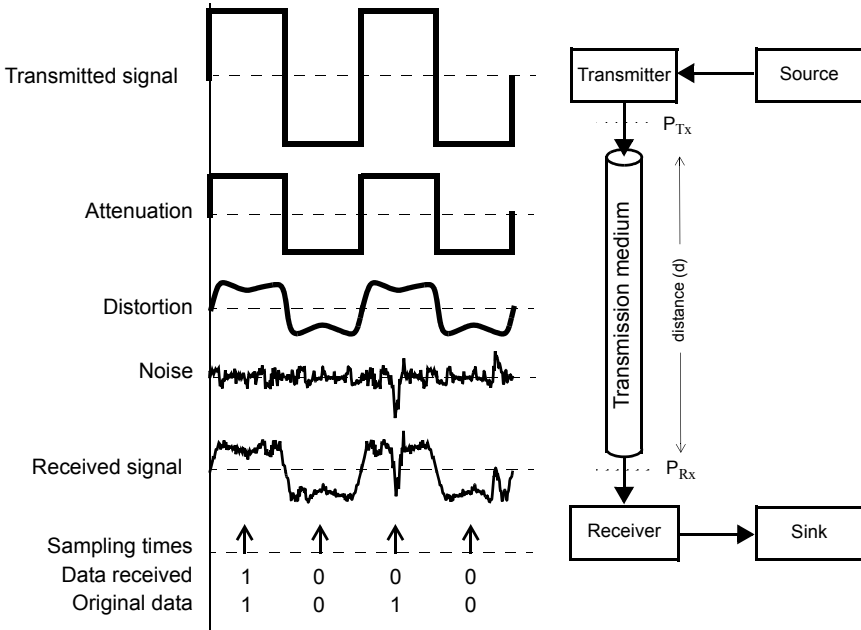 Transmitted signal
Attenuation
Distortion
Noise
Received signal
Sampling times
Data received 1 0 0 0
Original data 1 0 1 0
Transmitter
Source
P_Tx
Transmission medium
distance (d)
P_Rx
Receiver
Sink